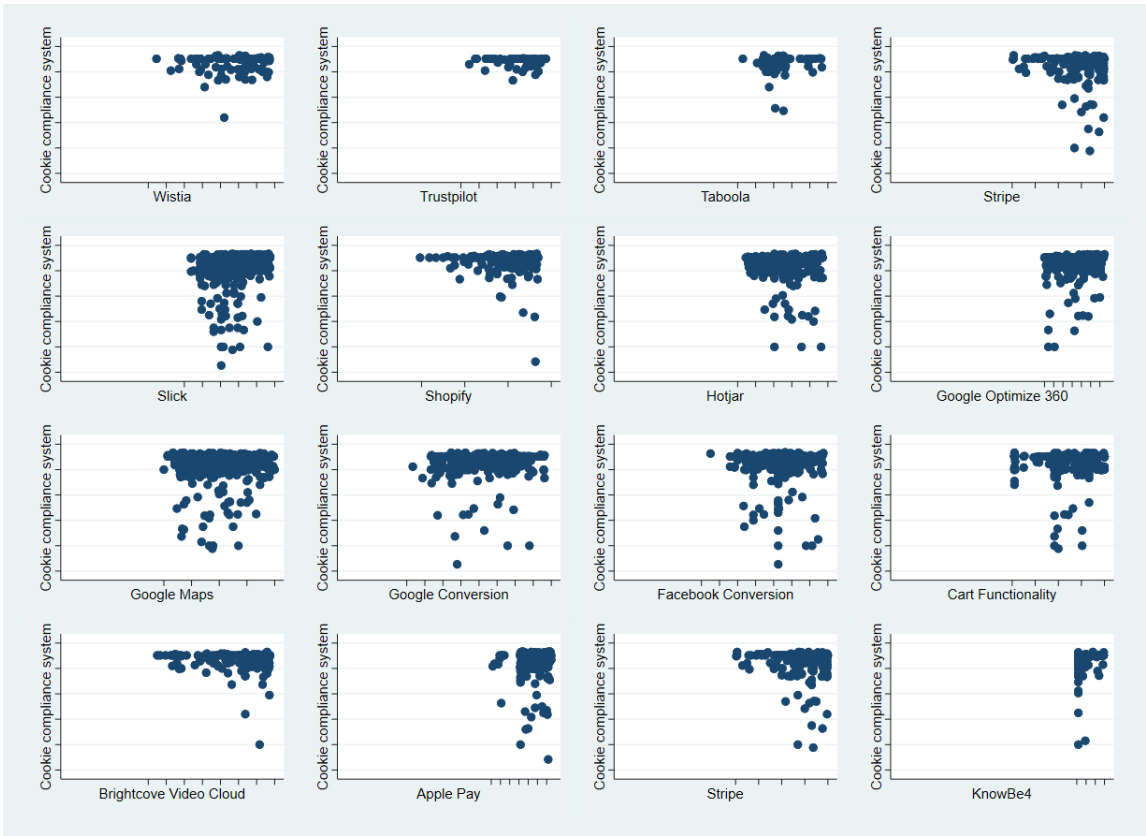 Cookie compliance system
Wistia
Cookie compliance system
Trustpilot
Cookie compliance system
Taboola
Cookie compliance system
Stripe
Cookie compliance system
Slick
Cookie compliance system
Shopify
Cookie compliance system
Hotjar
Cookie compliance system
Google Optimize 360
Cookie compliance system
Google Maps
Cookie compliance system
Google Conversion
Cookie compliance system
Facebook Conversion
Cookie compliance system
Cart Functionality
Cookie compliance system
Brightcove Video Cloud
Cookie compliance system
Apple Pay
Cookie compliance system
Stripe
Cookie compliance system
KnowBe4